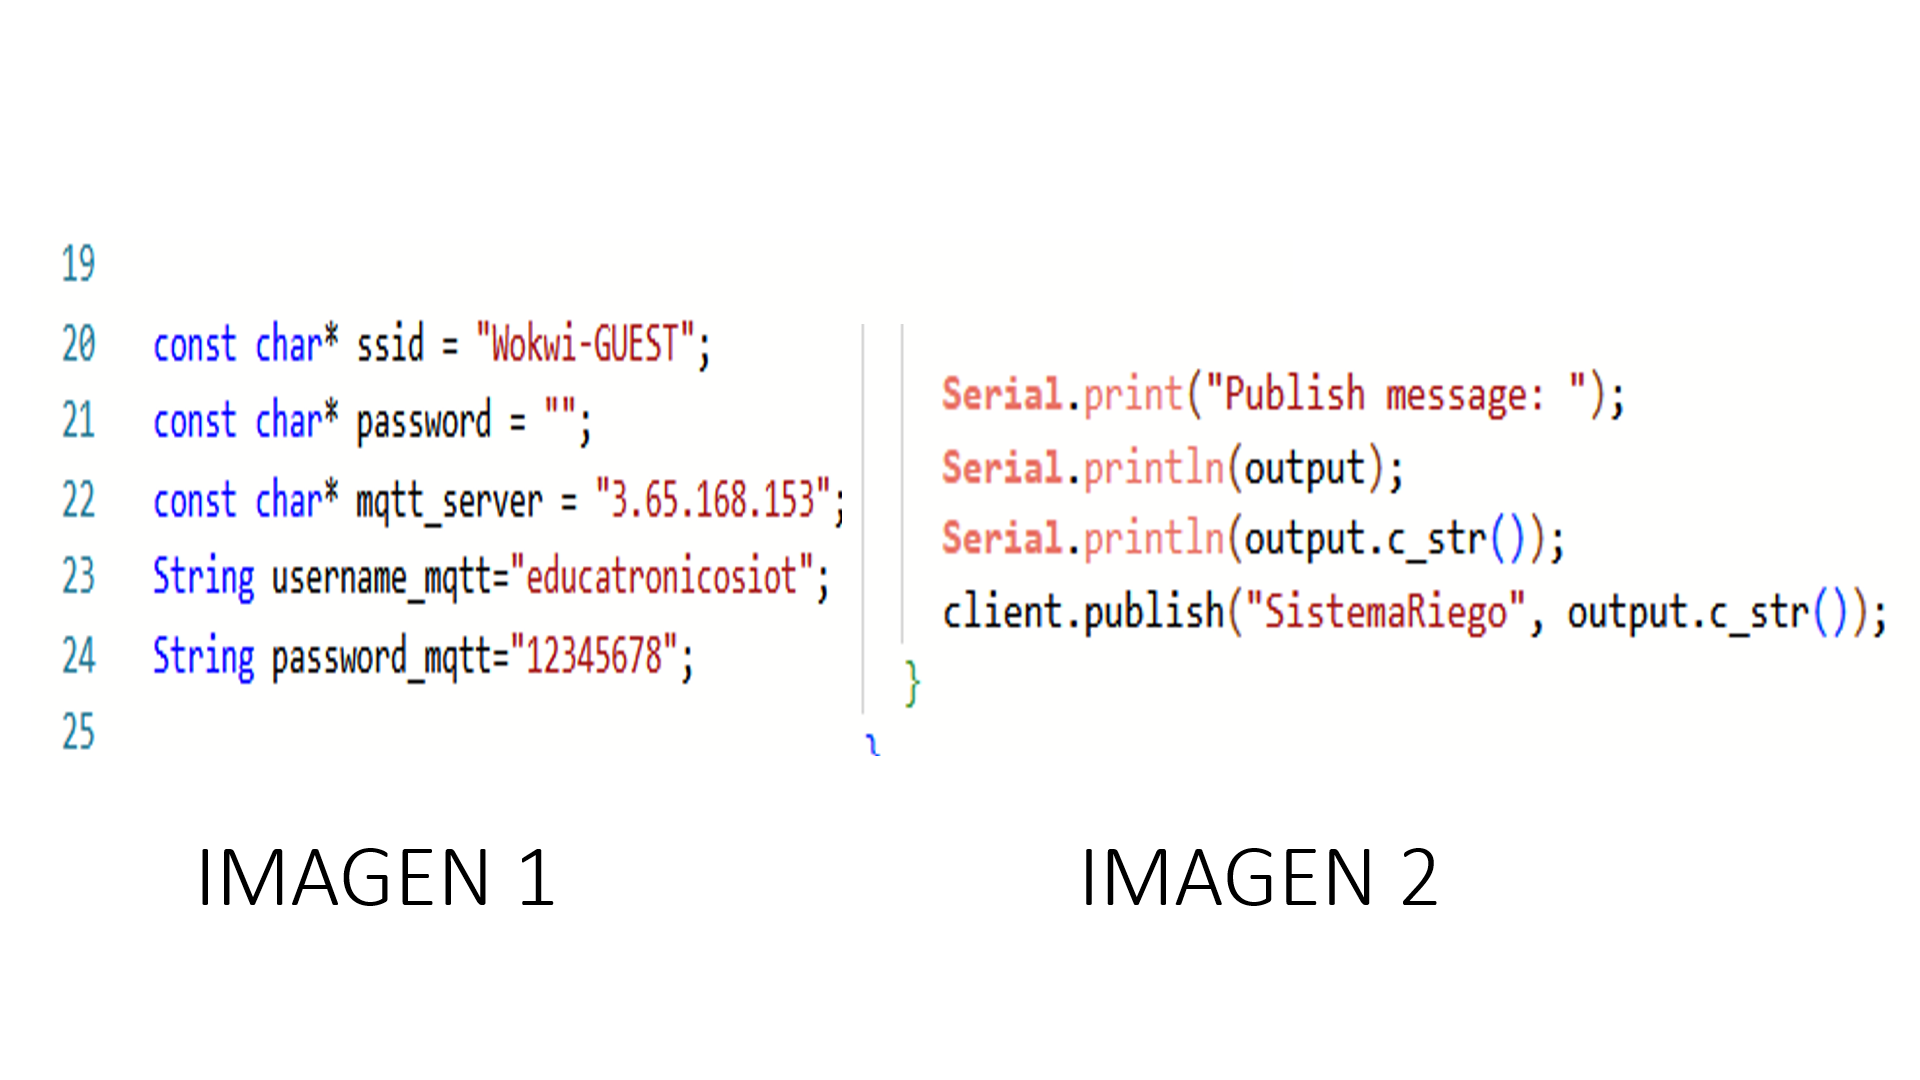 19
20 const char* ssid = "Wokwi-GUEST";
21 const char* password = "";
22 const char* mqtt_server = "3.65.168.153";
23 String username_mqtt="educatronicosiot";
24 String password_mqtt="12345678";
25
IMAGEN 1
Serial.print("Publish message: ");
Serial.println(output);
Serial.println(output.c_str());
client.publish("SistemaRiego", output.c_str());
}
}
IMAGEN 2